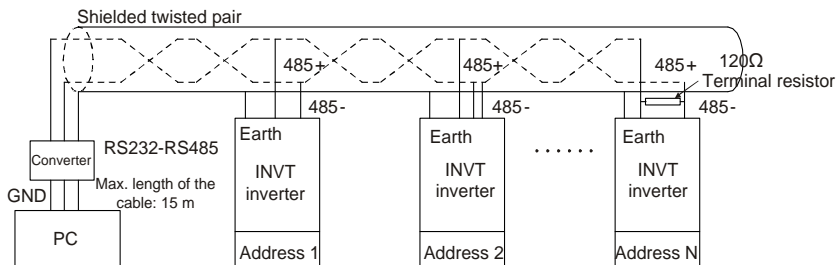 Shielded twisted pair
485+
485+
485+
120Ω
Terminal resistor
485-
485-
485-
Earth
Earth
Earth
Converter
RS232-RS485
INVT
inverter
INVT
inverter
INVT
inverter
......
GND
Max. length of the
cable: 15 m
PC
Address 1
Address 2
Address N